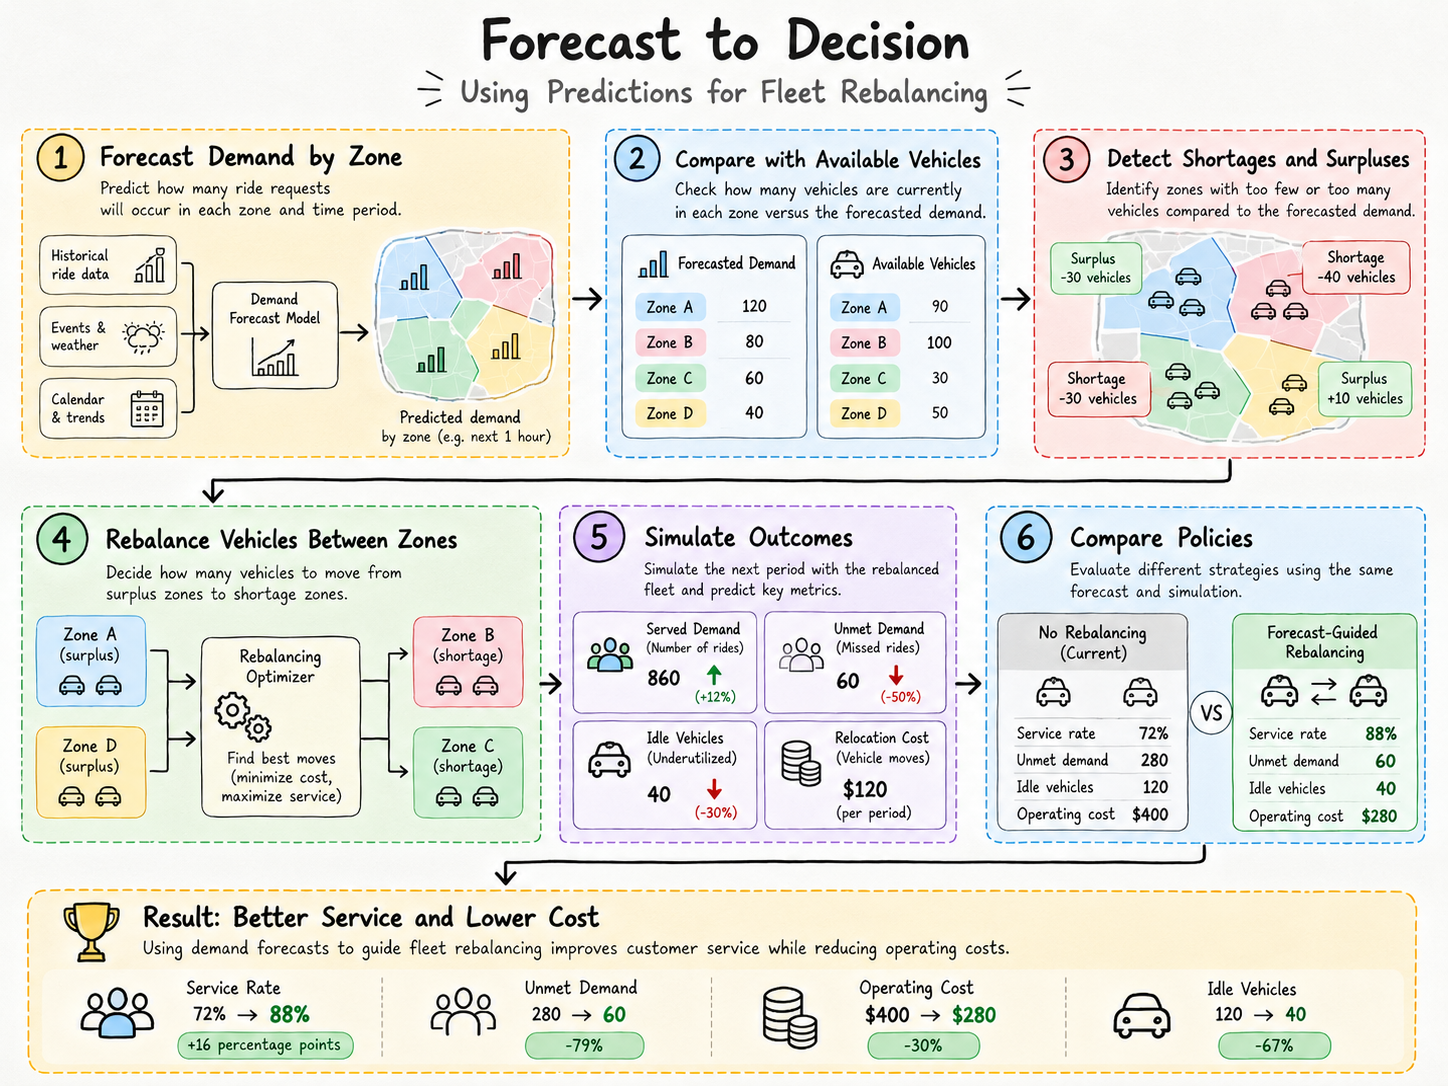 Forecast to Decision
Using Predictions for Fleet Rebalancing
1
Forecast Demand by Zone
Predict how many ride requests
will occur in each zone and time period.
Historical
ride data
Events &
weather
Calendar
& trends
Demand
Forecast Model
Predicted demand
by zone (e.g. next 1 hour)
2
Compare with Available Vehicles
Check how many vehicles are currently
in each zone versus the forecasted demand.
Forecasted Demand
Zone A 120
Zone B 80
Zone C 60
Zone D 40
Available Vehicles
Zone A 90
Zone B 100
Zone C 30
Zone D 50
3
Detect Shortages and Surpluses
Identify zones with too few or too many
vehicles compared to the forecasted demand.
Surplus
-30 vehicles
Shortage
-40 vehicles
Shortage
-30 vehicles
Surplus
+10 vehicles
4
Rebalance Vehicles Between Zones
Decide how many vehicles to move from
surplus zones to shortage zones.
Zone A
(surplus)
Zone D
(surplus)
Rebalancing
Optimizer
Find best moves
(minimize cost,
maximize service)
Zone B
(shortage)
Zone C
(shortage)
5
Simulate Outcomes
Simulate the next period with the rebalanced
fleet and predict key metrics.
Served Demand
(Number of rides)
860
(+12%)
Unmet Demand
(Missed rides)
60
(-50%)
Idle Vehicles
(Underutilized)
40
(-30%)
Relocation Cost
(Vehicle moves)
$120
(per period)
6
Compare Policies
Evaluate different strategies using the same
forecast and simulation.
No Rebalancing
(Current)
Service rate 72%
Unmet demand 280
Idle vehicles 120
Operating cost $400
VS
Forecast-Guided
Rebalancing
Service rate 88%
Unmet demand 60
Idle vehicles 40
Operating cost $280
Result: Better Service and Lower Cost
Using demand forecasts to guide fleet rebalancing improves customer service while reducing operating costs.
Service Rate
72% → 88%
+16 percentage points
Unmet Demand
280 → 60
-79%
Operating Cost
$400 → $280
-30%
Idle Vehicles
120 → 40
-67%